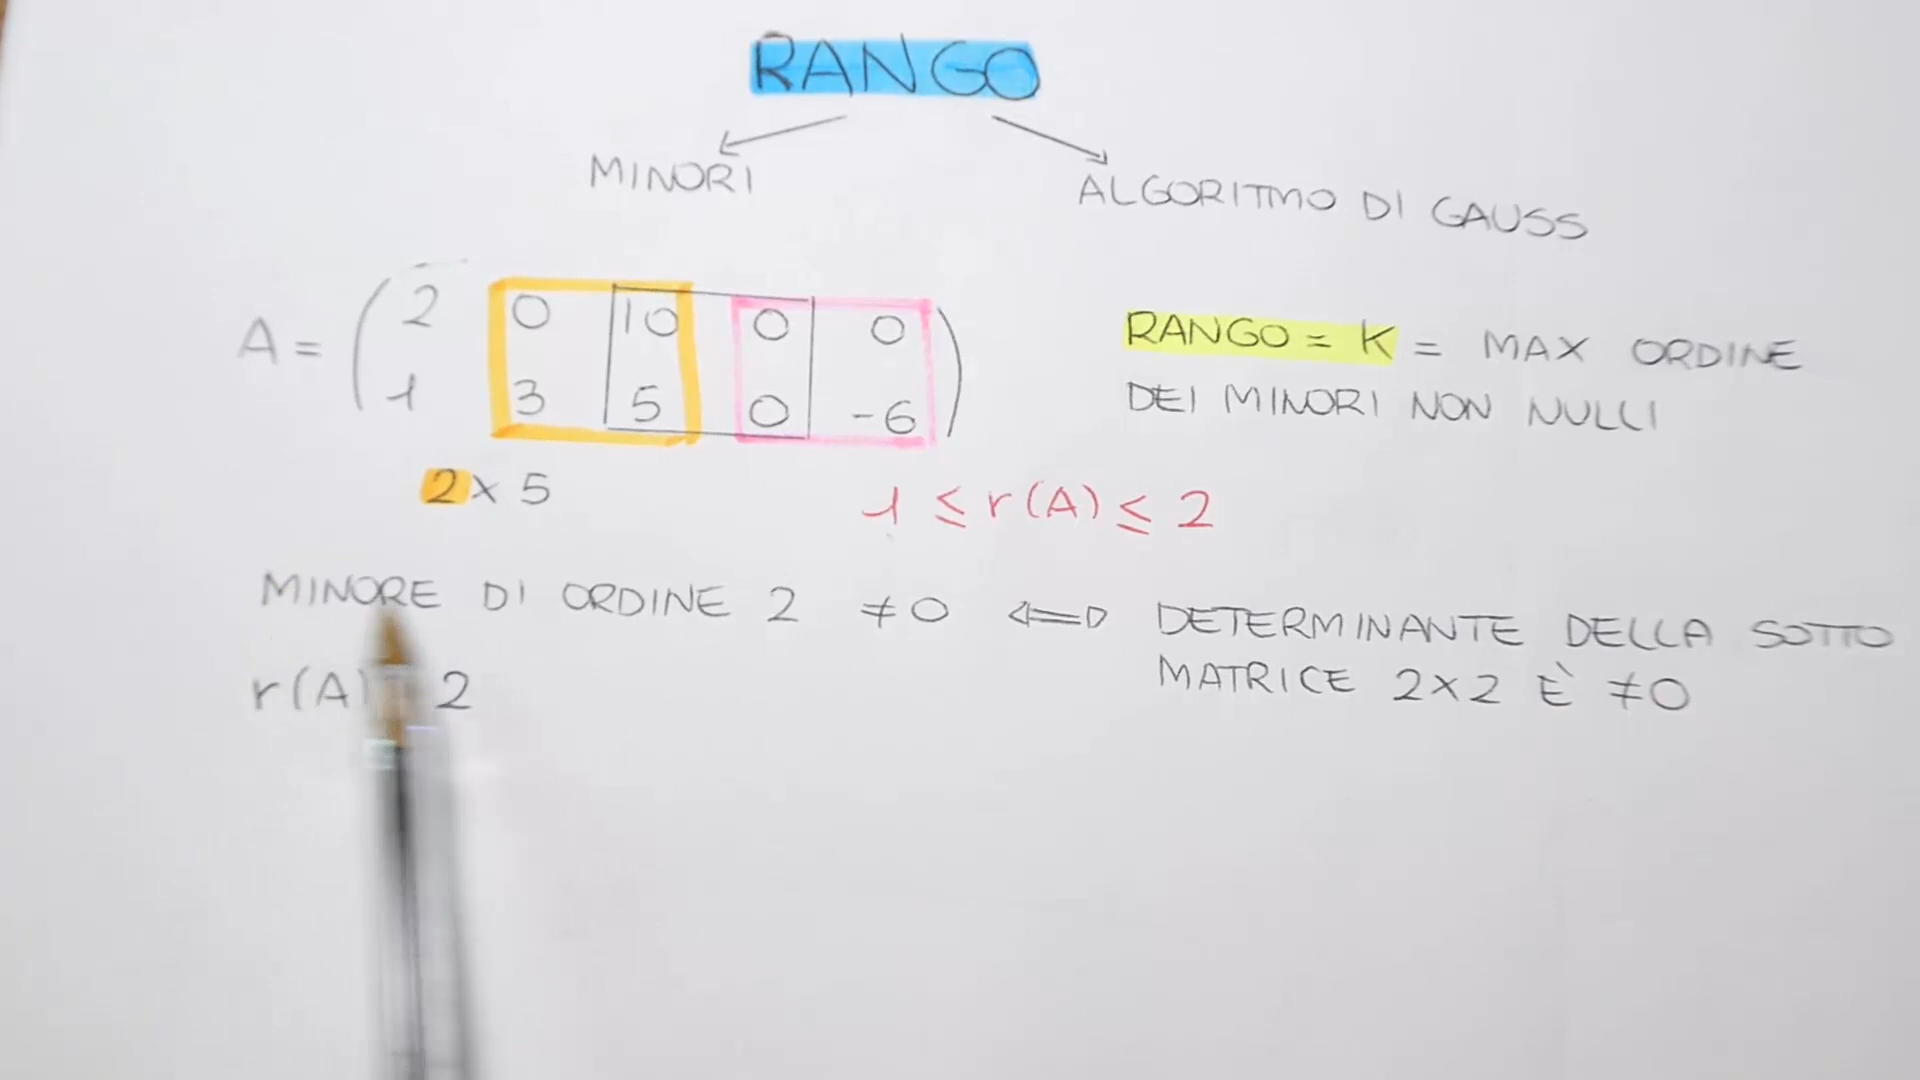 RANGO
MINORI
ALGORITMO DI GAUSS
A = ( 2 0 10 0 0
1 3 5 0 -6 )
RANGO = K = MAX ORDINE
DEI MINORI NON NULLI
2 x 5
1 ≤ r(A) ≤ 2
MINORE DI ORDINE 2 ≠ 0 ⇔ DETERMINANTE DELLA SOTTO
MATRICE 2x2 È ≠ 0
r(A) 2